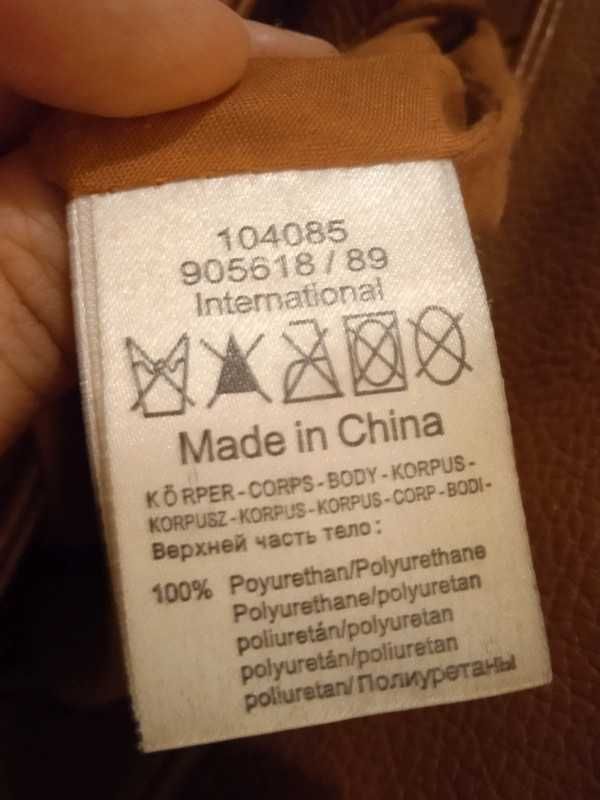 104085
905618 / 89
International
Made in China
KÖRPER - CORPS - BODY - KORPUS -
KORPUSZ - KORPUS - KORPUS - CORP - BODI -
Верхней часть тело :
100% Poyurethan/Polyurethane
Polyurethane/polyuretan
poliuretán/polyuretan
polyuretán/poliuretan
poliuretan/ Полиуретаны